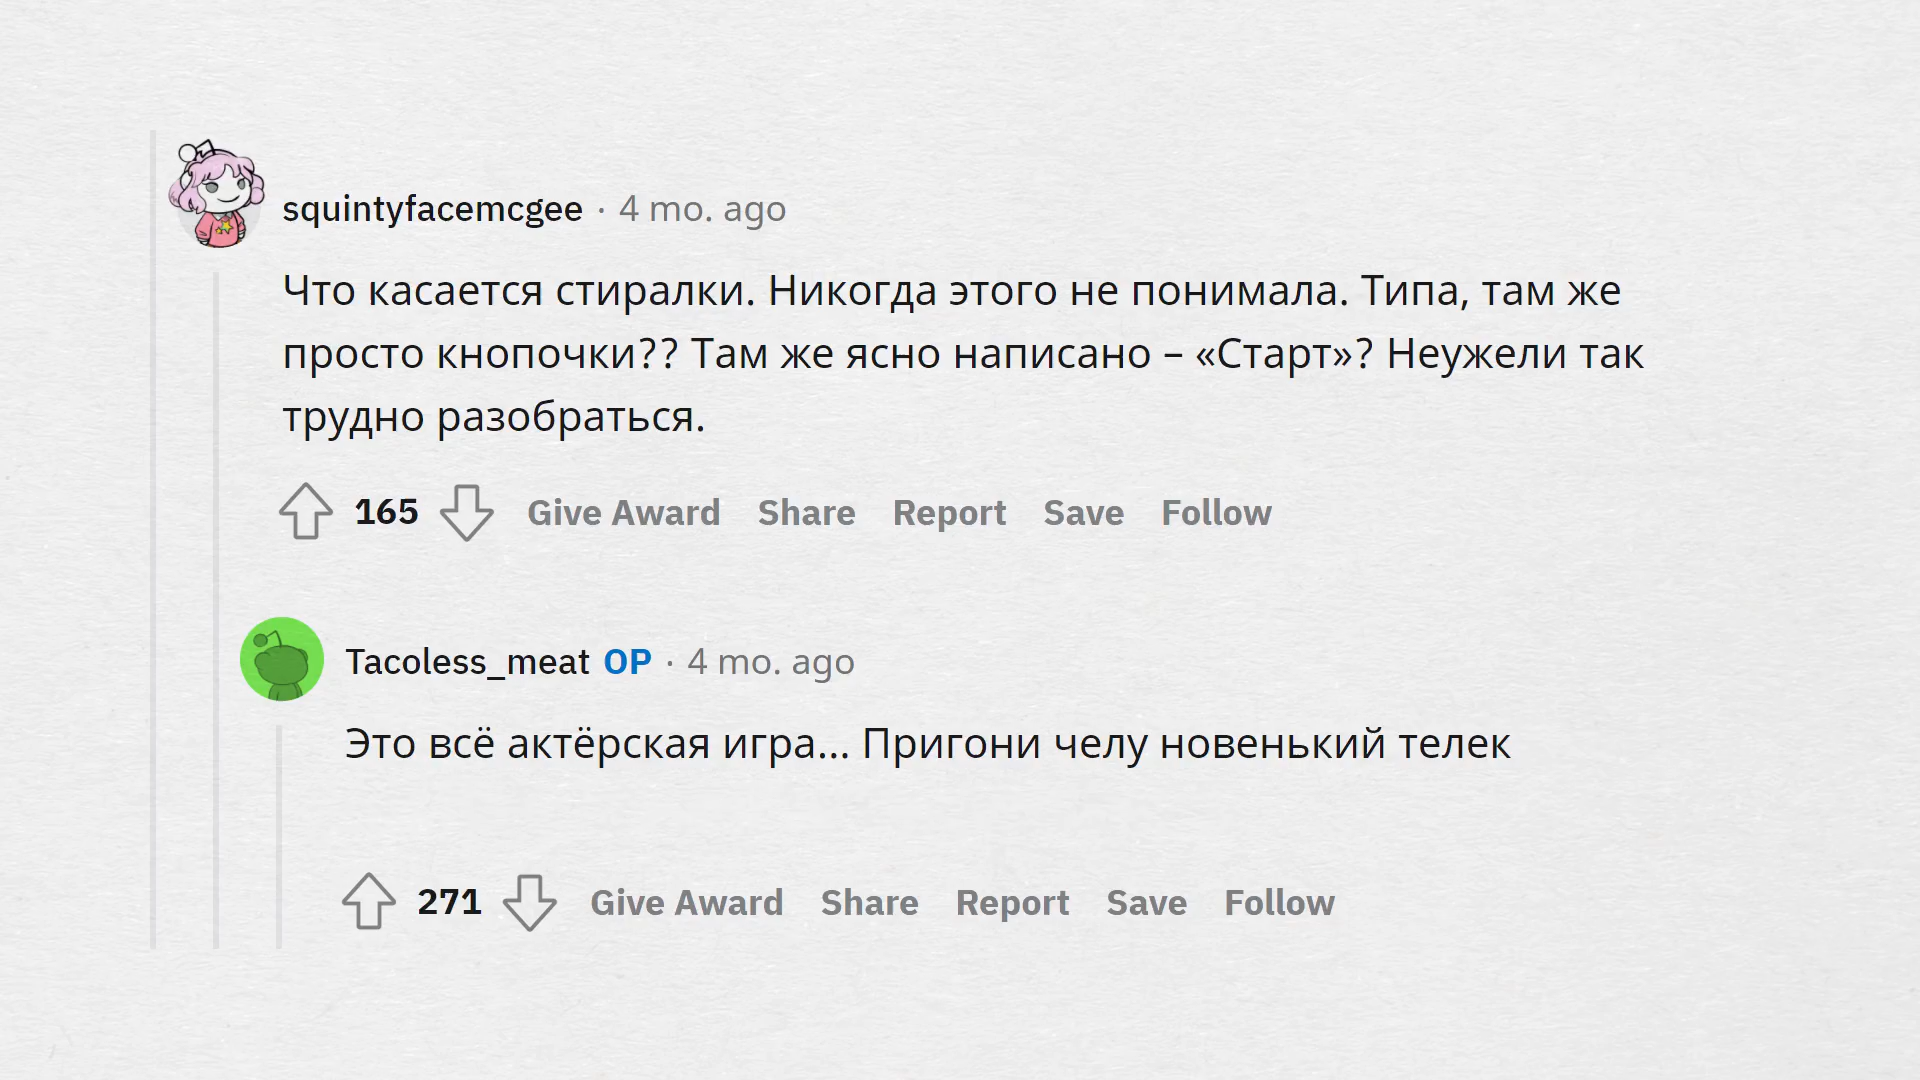 squintyfacemcgee · 4 mo. ago
Что касается стиралки. Никогда этого не понимала. Типа, там же
просто кнопочки?? Там же ясно написано – «Старт»? Неужели так
трудно разобраться.
165 Give Award Share Report Save Follow
Tacoless_meat OP · 4 mo. ago
Это всё актёрская игра... Пригони челу новенький телек
271 Give Award Share Report Save Follow